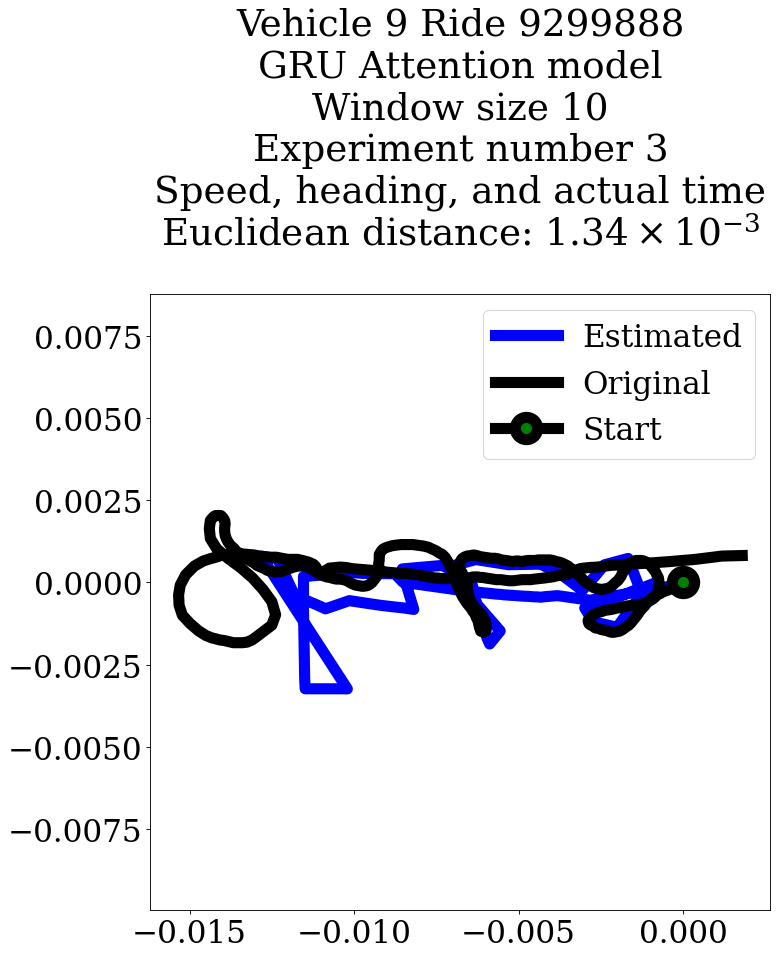 Vehicle 9 Ride 9299888
GRU Attention model
Window size 10
Experiment number 3
Speed, heading, and actual time
Euclidean distance: 1.34 × 10⁻³
Estimated
Original
Start
0.0075
0.0050
0.0025
0.0000
−0.0025
−0.0050
−0.0075
−0.015 −0.010 −0.005 0.000